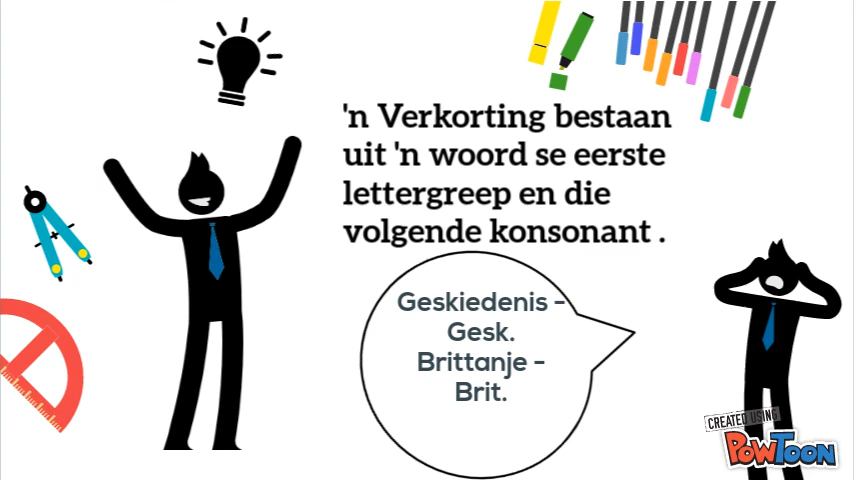 'n Verkorting bestaan
uit 'n woord se eerste
lettergreep en die
volgende konsonant .
Geskiedenis -
Gesk.
Brittanje -
Brit.
CREATED USING
POWTOON